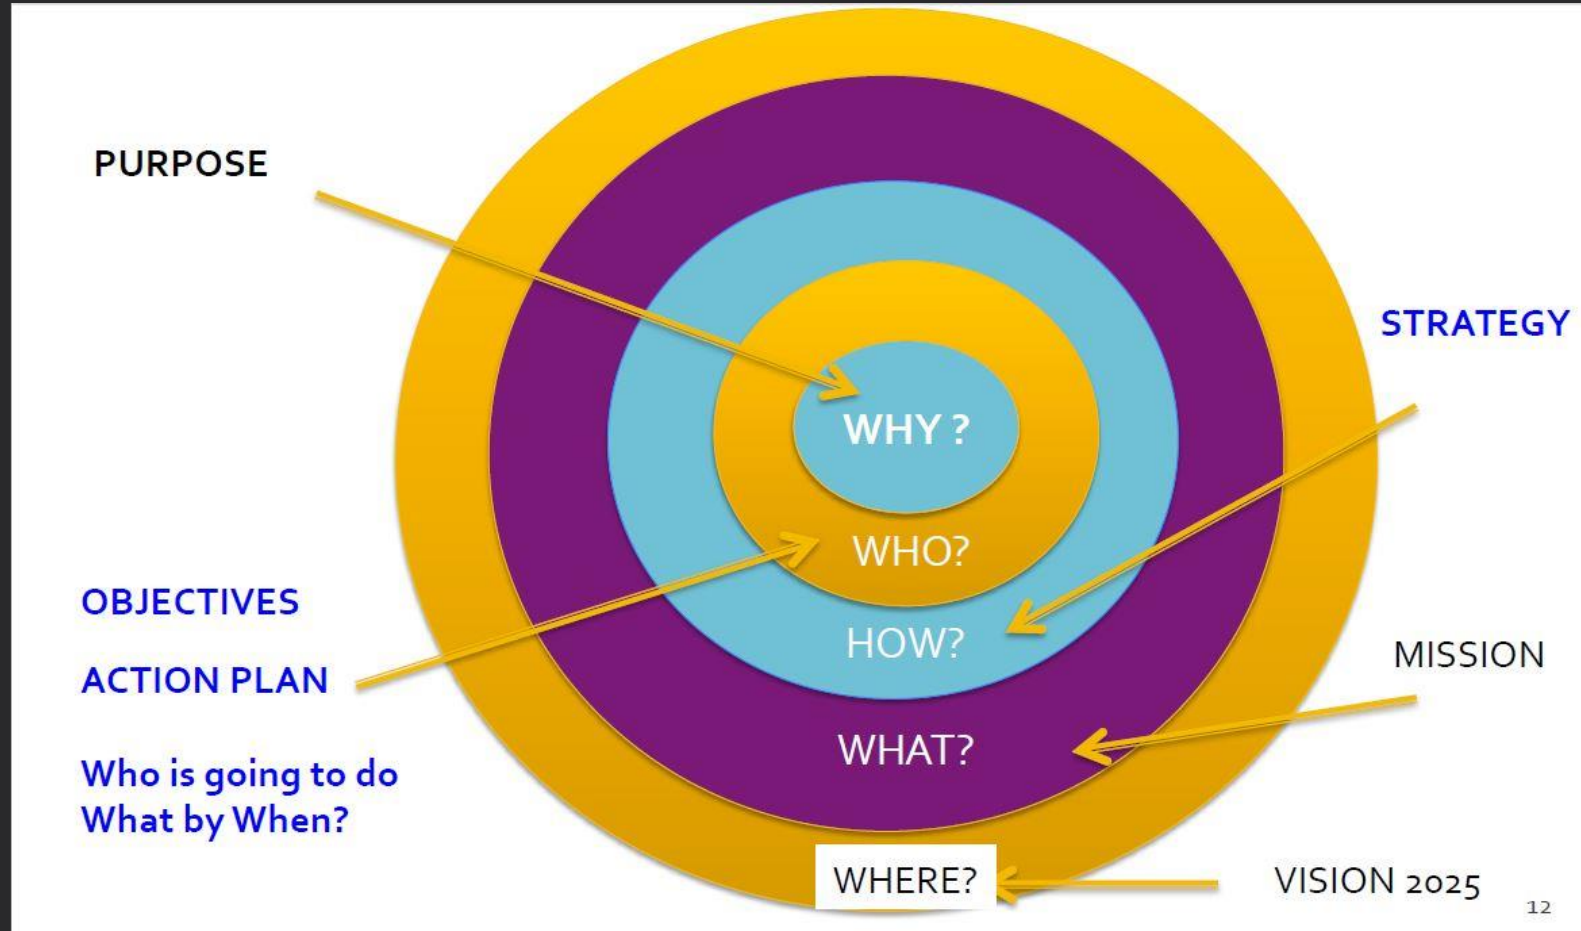 PURPOSE
STRATEGY
WHY ?
WHO?
OBJECTIVES
HOW?
MISSION
ACTION PLAN
WHAT?
Who is going to do
What by When?
WHERE?
VISION 2025
12